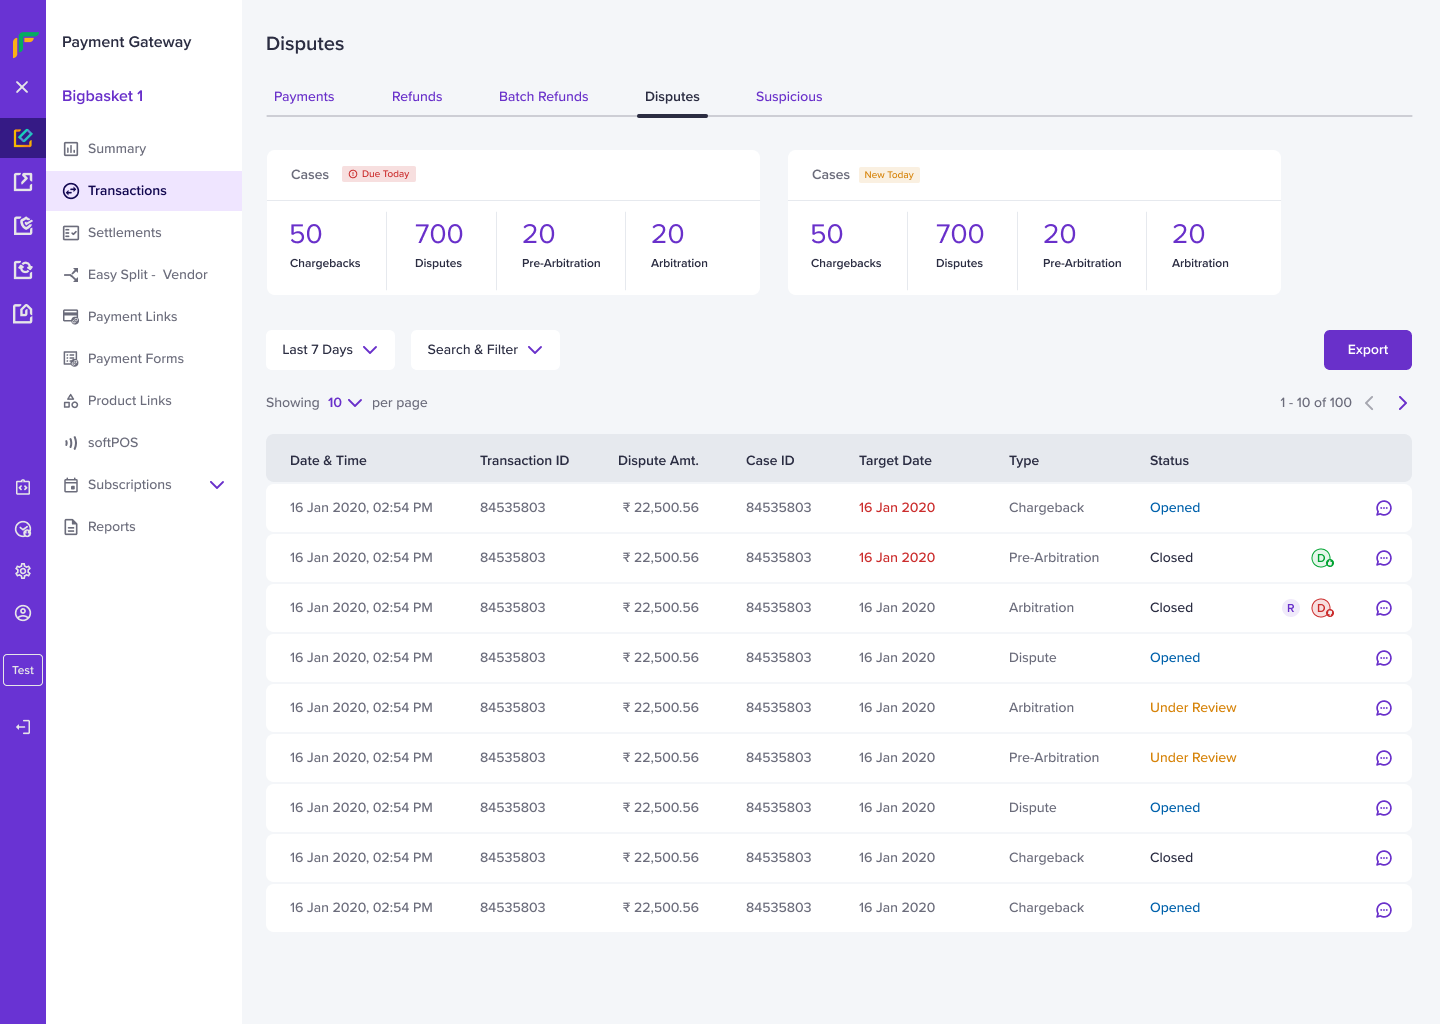 Payment Gateway
Bigbasket 1
Summary
Transactions
Settlements
Easy Split - Vendor
Payment Links
Payment Forms
Product Links
softPOS
Subscriptions
Reports
Test
Disputes
Payments Refunds Batch Refunds Disputes Suspicious
Cases Due Today
50 700 20 20
Chargebacks Disputes Pre-Arbitration Arbitration
Cases New Today
50 700 20 20
Chargebacks Disputes Pre-Arbitration Arbitration
Last 7 Days Search & Filter Export
Showing 10 per page 1 - 10 of 100
Date & Time Transaction ID Dispute Amt. Case ID Target Date Type Status
16 Jan 2020, 02:54 PM 84535803 ₹ 22,500.56 84535803 16 Jan 2020 Chargeback Opened
16 Jan 2020, 02:54 PM 84535803 ₹ 22,500.56 84535803 16 Jan 2020 Pre-Arbitration Closed D
16 Jan 2020, 02:54 PM 84535803 ₹ 22,500.56 84535803 16 Jan 2020 Arbitration Closed R D
16 Jan 2020, 02:54 PM 84535803 ₹ 22,500.56 84535803 16 Jan 2020 Dispute Opened
16 Jan 2020, 02:54 PM 84535803 ₹ 22,500.56 84535803 16 Jan 2020 Arbitration Under Review
16 Jan 2020, 02:54 PM 84535803 ₹ 22,500.56 84535803 16 Jan 2020 Pre-Arbitration Under Review
16 Jan 2020, 02:54 PM 84535803 ₹ 22,500.56 84535803 16 Jan 2020 Dispute Opened
16 Jan 2020, 02:54 PM 84535803 ₹ 22,500.56 84535803 16 Jan 2020 Chargeback Closed
16 Jan 2020, 02:54 PM 84535803 ₹ 22,500.56 84535803 16 Jan 2020 Chargeback Opened